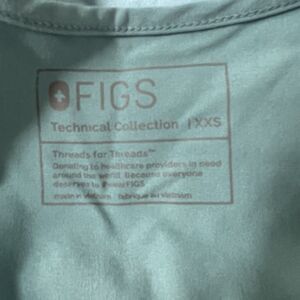 FIGS
Technical Collection | XXS
Threads for Threads™
Donating to healthcare providers in need
around the world. Because everyone
deserves to #wearFIGS
made in vietnam fabriqué au vietnam